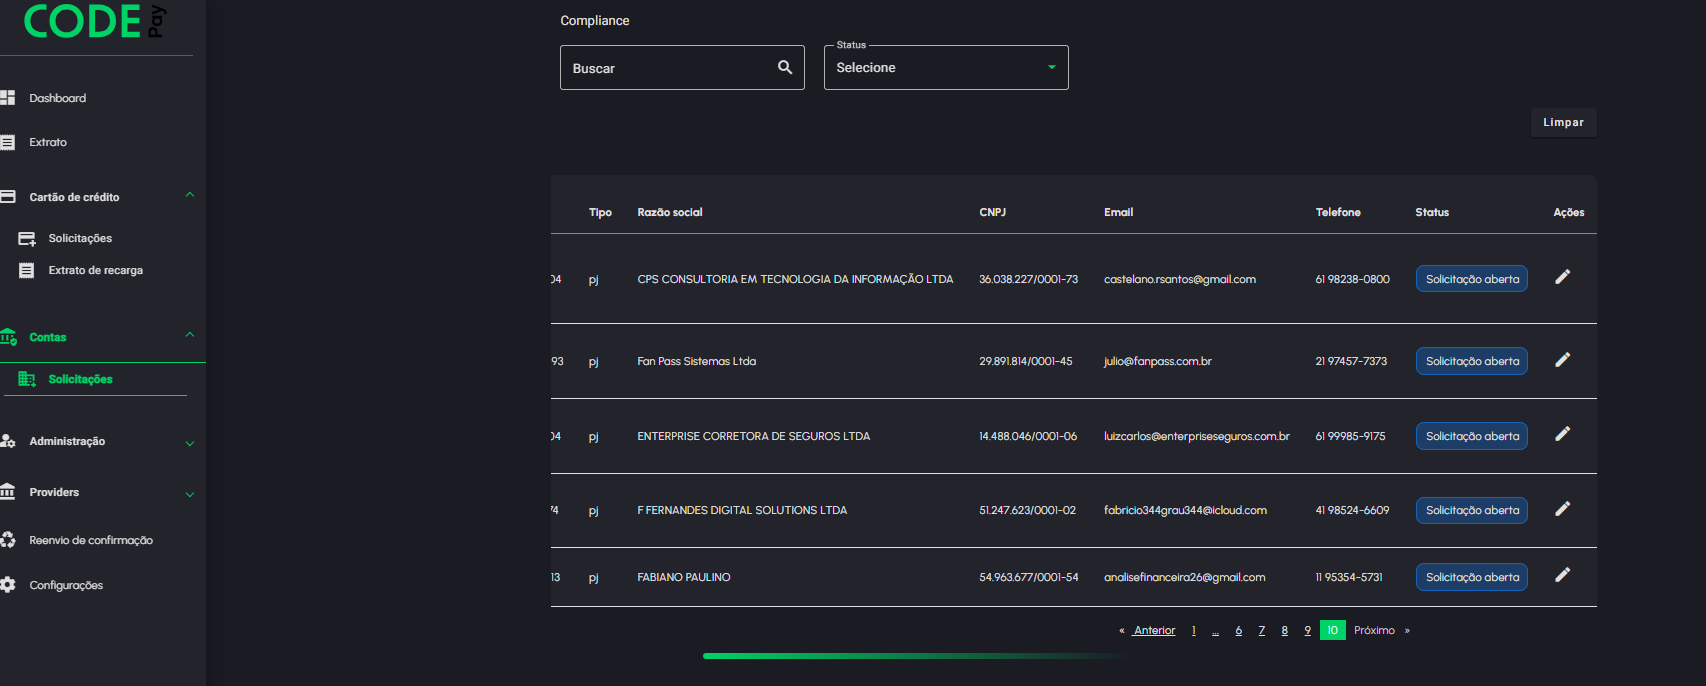 CODE Pay
Dashboard
Extrato
Cartão de crédito
Solicitações
Extrato de recarga
Contas
Solicitações
Administração
Providers
Reenvio de confirmação
Configurações
Compliance
Buscar
Status
Selecione
Limpar
Tipo Razão social CNPJ Email Telefone Status Ações
04 pj CPS CONSULTORIA EM TECNOLOGIA DA INFORMAÇÃO LTDA 36.038.227/0001-73 castelano.rsantos@gmail.com 61 98238-0800 Solicitação aberta
93 pj Fan Pass Sistemas Ltda 29.891.814/0001-45 julio@fanpass.com.br 21 97457-7373 Solicitação aberta
04 pj ENTERPRISE CORRETORA DE SEGUROS LTDA 14.488.046/0001-06 luizcarlos@enterpriseseguros.com.br 61 99985-9175 Solicitação aberta
74 pj F FERNANDES DIGITAL SOLUTIONS LTDA 51.247.623/0001-02 fabricio344grau344@icloud.com 41 98524-6609 Solicitação aberta
13 pj FABIANO PAULINO 54.963.677/0001-54 analisefinanceira26@gmail.com 11 95354-5731 Solicitação aberta
« Anterior 1 ... 6 7 8 9 10 Próximo »